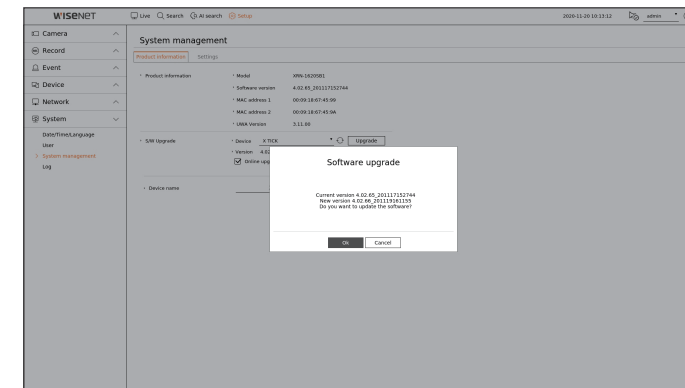 WISENET
Live Search AI search Setup 2020-11-20 10:13:12 admin
Camera
Record
Event
Device
Network
System
Date/Time/Language
User
System management
Log
System management
Product information Settings
Product information
Model XRN-1620SB1
Software version 4.02.65_201117152744
MAC address 1 00:09:18:67:45:99
MAC address 2 00:09:18:67:45:9A
UWA Version 3.11.00
S/W Upgrade
Device X TICK Upgrade
Version 4.02
Online upg
Device name
Software upgrade
Current version 4.02.65_201117152744
New version 4.02.66_201119161155
Do you want to update the software?
Ok Cancel